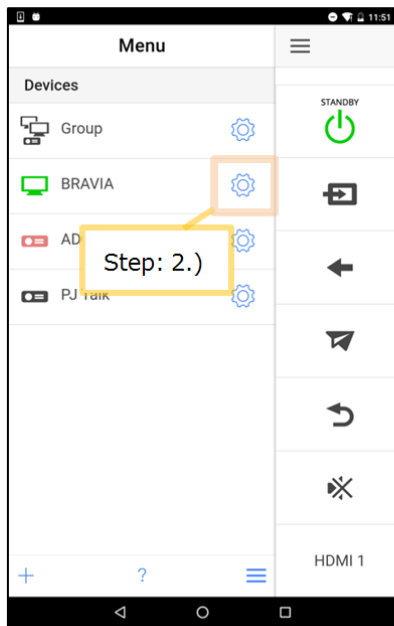 11:51
Menu
Devices
Group
BRAVIA
AD
Step: 2.)
PJ Talk
+
?
STANDBY
HDMI 1